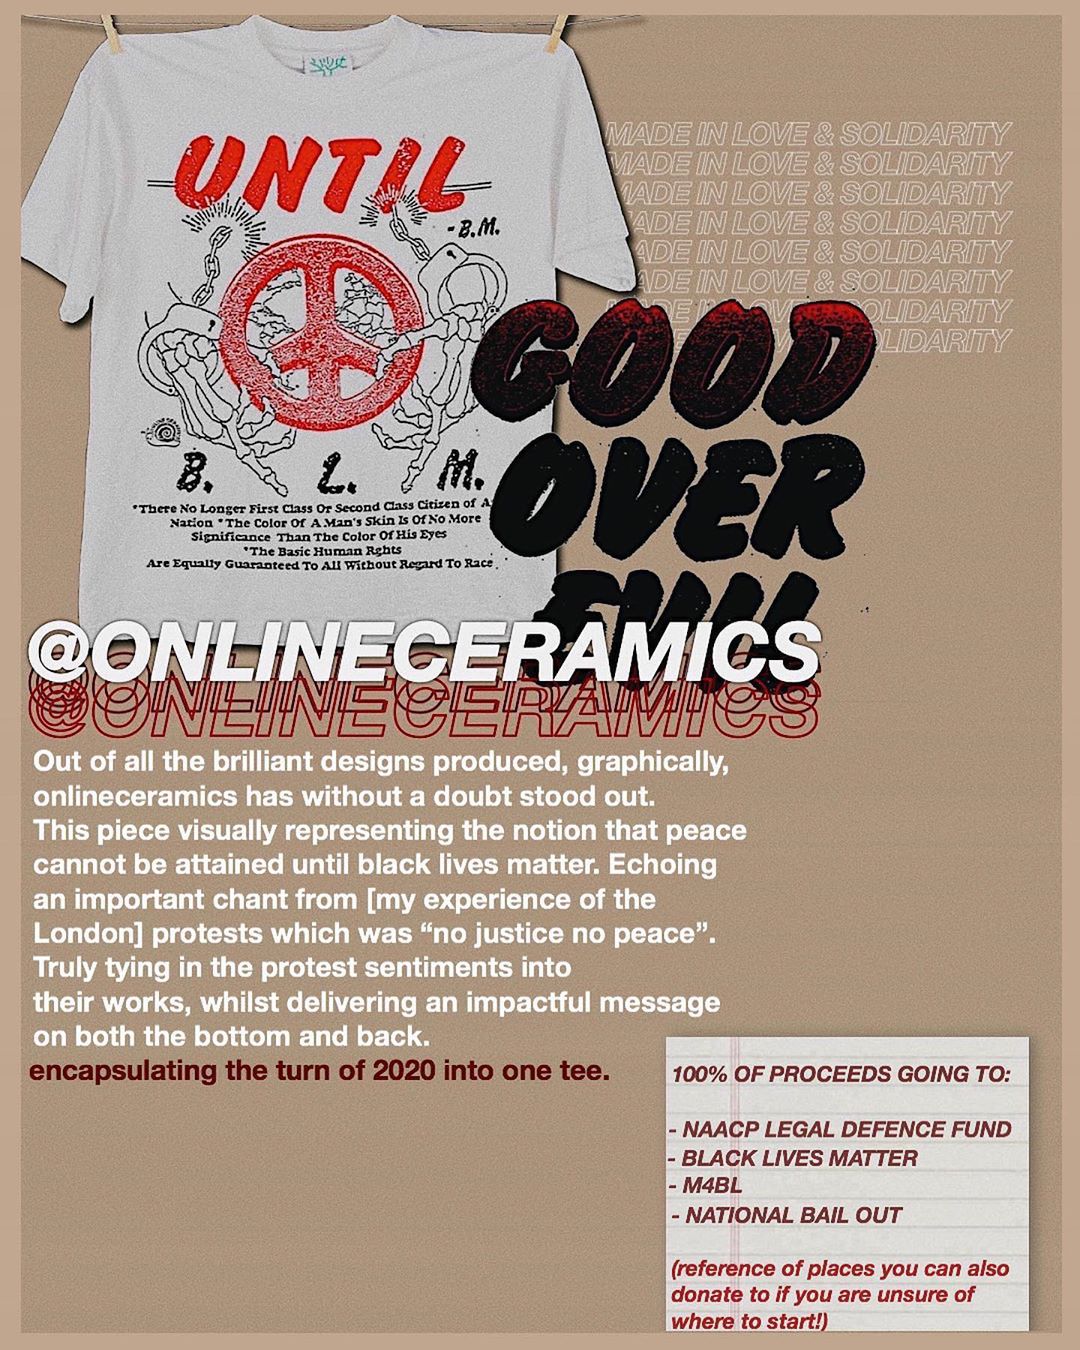 UNTIL
-B.M.
B. L. M.
*There No Longer First Class Or Second Class Citizen of A
Nation *The Color Of A Man's Skin Is Of No More
Significance Than The Color Of His Eyes
*The Basic Human Rghts
Are Equally Guaranteed To All Without Regard To Race
MADE IN LOVE & SOLIDARITY
MADE IN LOVE & SOLIDARITY
MADE IN LOVE & SOLIDARITY
MADE IN LOVE & SOLIDARITY
MADE IN LOVE & SOLIDARITY
MADE IN LOVE & SOLIDARITY
MADE IN LOVE & SOLIDARITY
SOLIDARITY
GOOD
OVER
EVIL
@ONLINECERAMICS
@ONLINECERAMICS
@ONLINECERAMICS
Out of all the brilliant designs produced, graphically,
onlineceramics has without a doubt stood out.
This piece visually representing the notion that peace
cannot be attained until black lives matter. Echoing
an important chant from [my experience of the
London] protests which was “no justice no peace”.
Truly tying in the protest sentiments into
their works, whilst delivering an impactful message
on both the bottom and back.
encapsulating the turn of 2020 into one tee.
100% OF PROCEEDS GOING TO:
- NAACP LEGAL DEFENCE FUND
- BLACK LIVES MATTER
- M4BL
- NATIONAL BAIL OUT
(reference of places you can also
donate to if you are unsure of
where to start!)